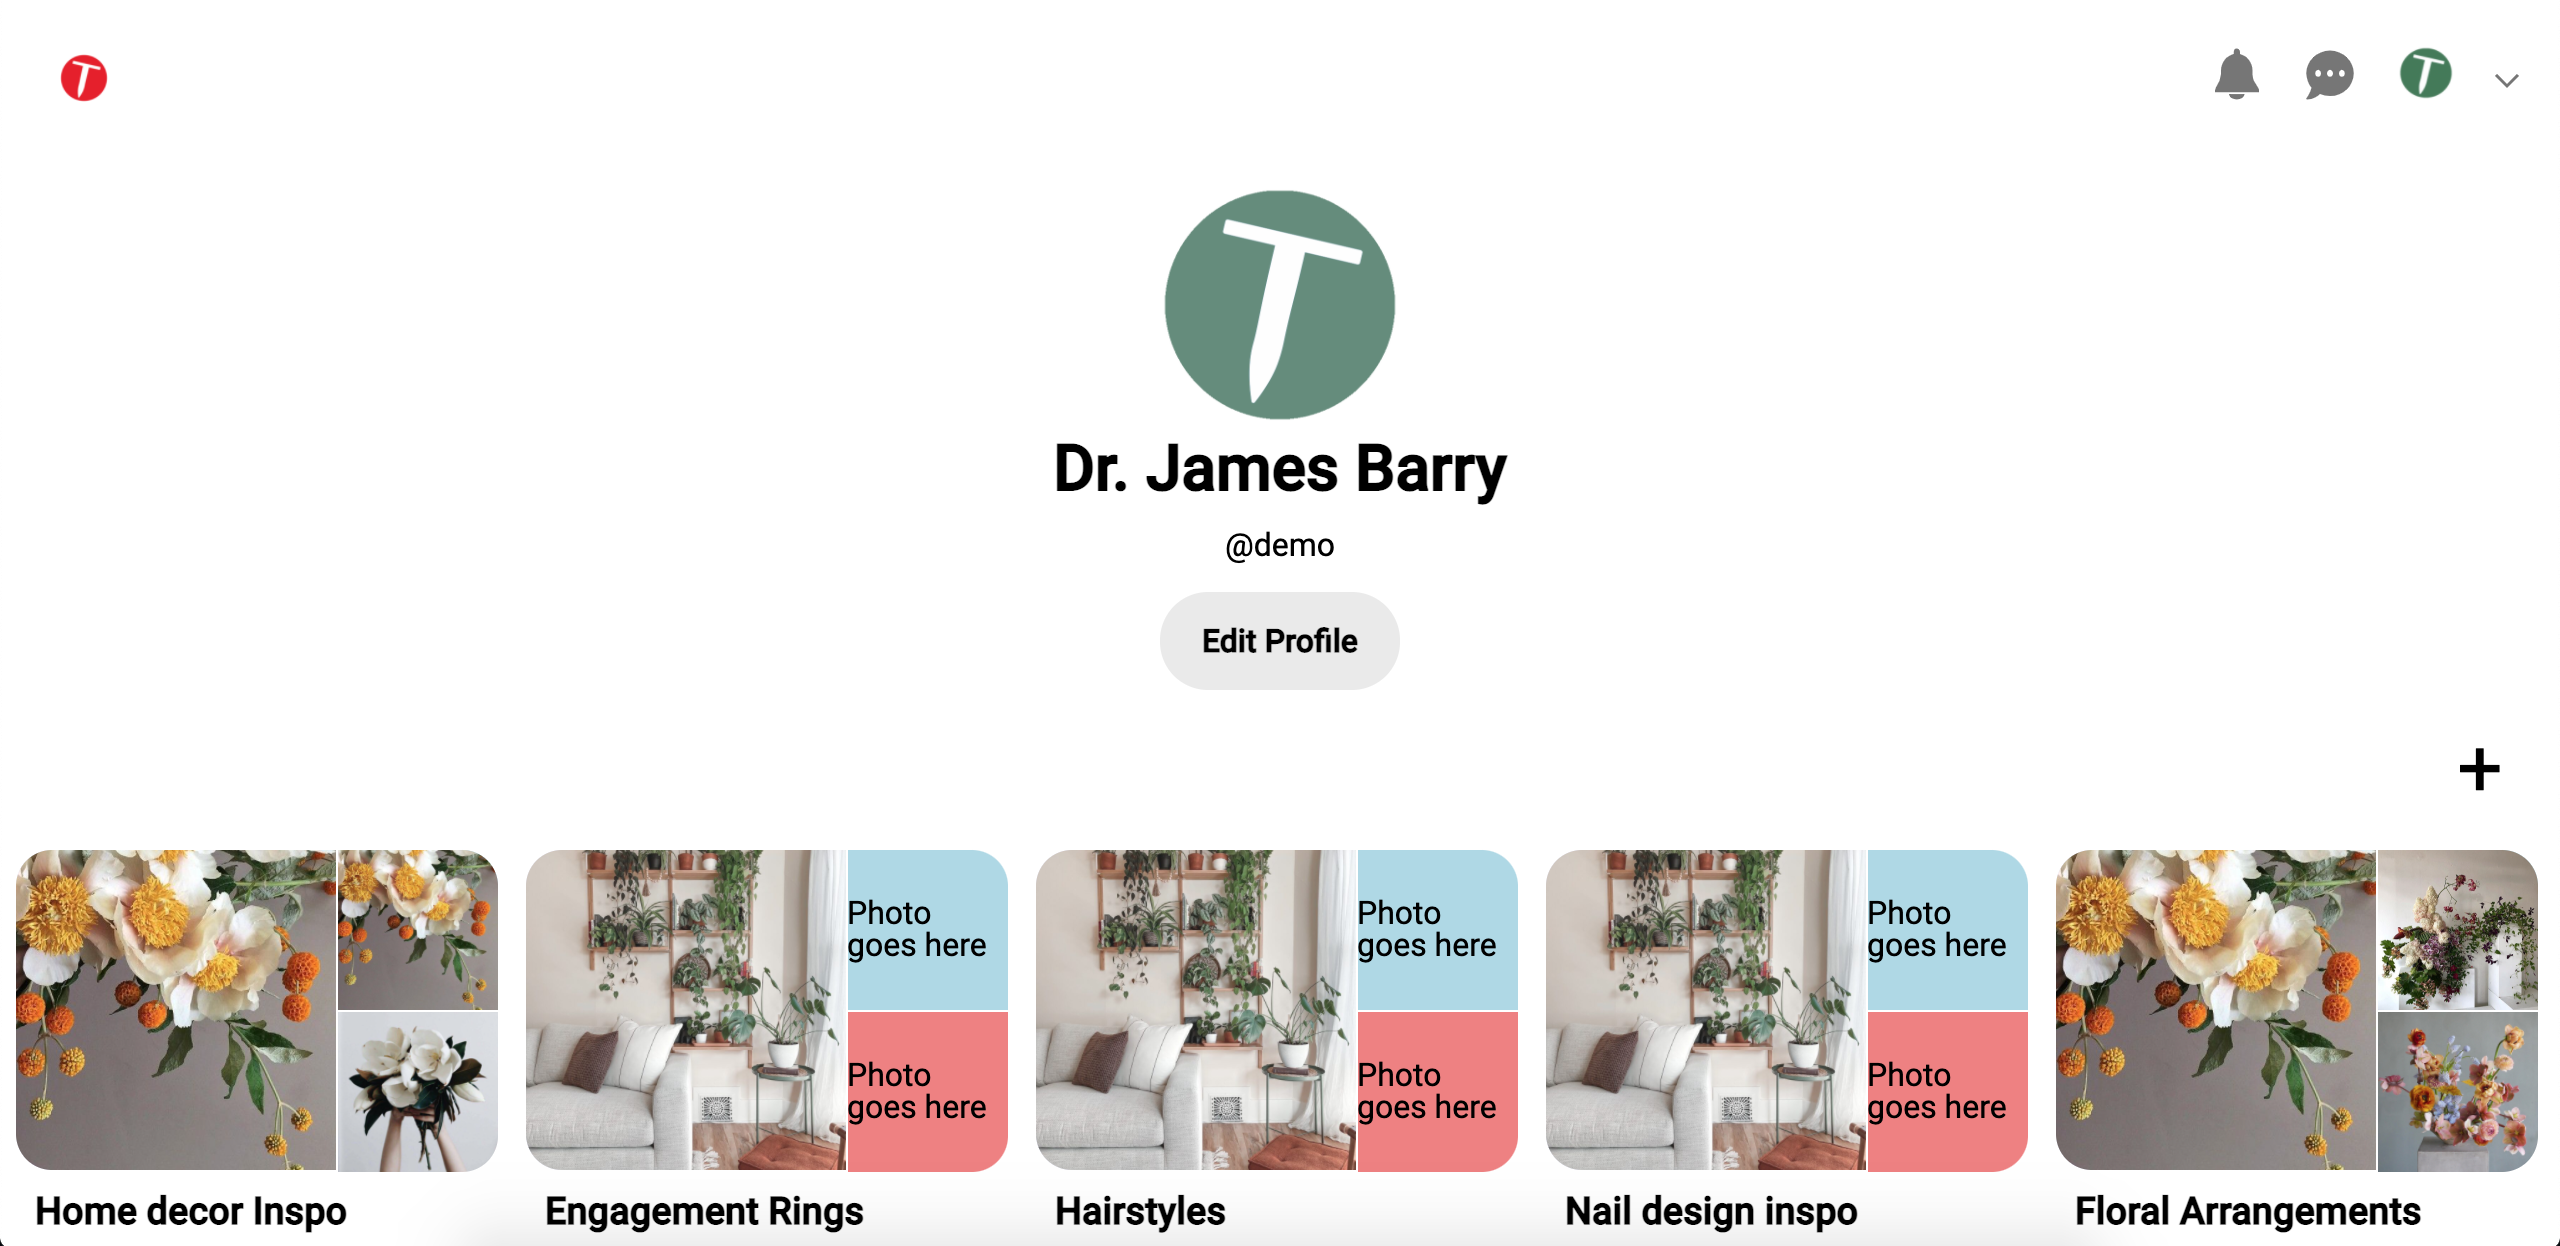 Dr. James Barry
@demo
Edit Profile
Photo
goes here
Photo
goes here
Photo
goes here
Photo
goes here
Photo
goes here
Photo
goes here
Home decor Inspo
Engagement Rings
Hairstyles
Nail design inspo
Floral Arrangements